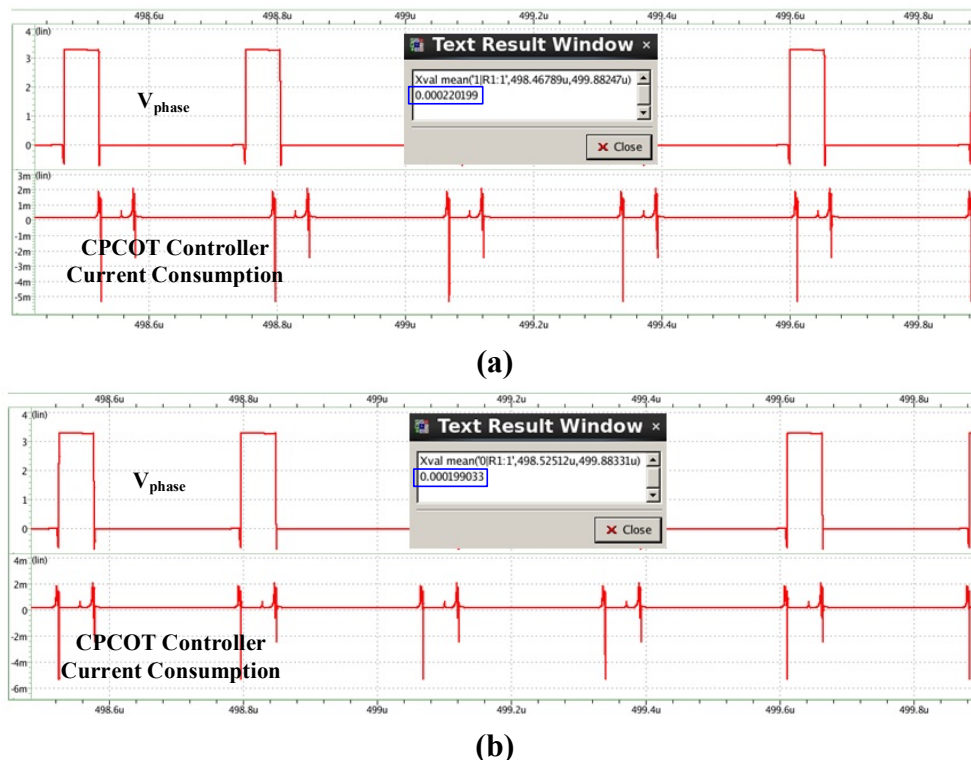 498.6u 498.8u 499u 499.2u 499.4u 499.6u 499.8u
4 (lin)
3
2
1
0
V_phase
Text Result Window ×
Xval mean('1|R1:1',498.46789u,499.88247u)
0.000220199
Close
3m (lin)
2m
1m
0
-1m
-2m
-3m
-4m
-5m
CPCOT Controller
Current Consumption
498.6u 498.8u 499u 499.2u 499.4u 499.6u 499.8u
(a)
498.6u 498.8u 499u 499.2u 499.4u 499.6u 499.8u
4 (lin)
3
2
1
0
V_phase
Text Result Window ×
Xval mean('0|R1:1',498.52512u,499.88331u)
0.000199033
Close
4m (lin)
2m
0
-2m
-4m
-6m
CPCOT Controller
Current Consumption
498.6u 498.8u 499u 499.2u 499.4u 499.6u 499.8u
(b)